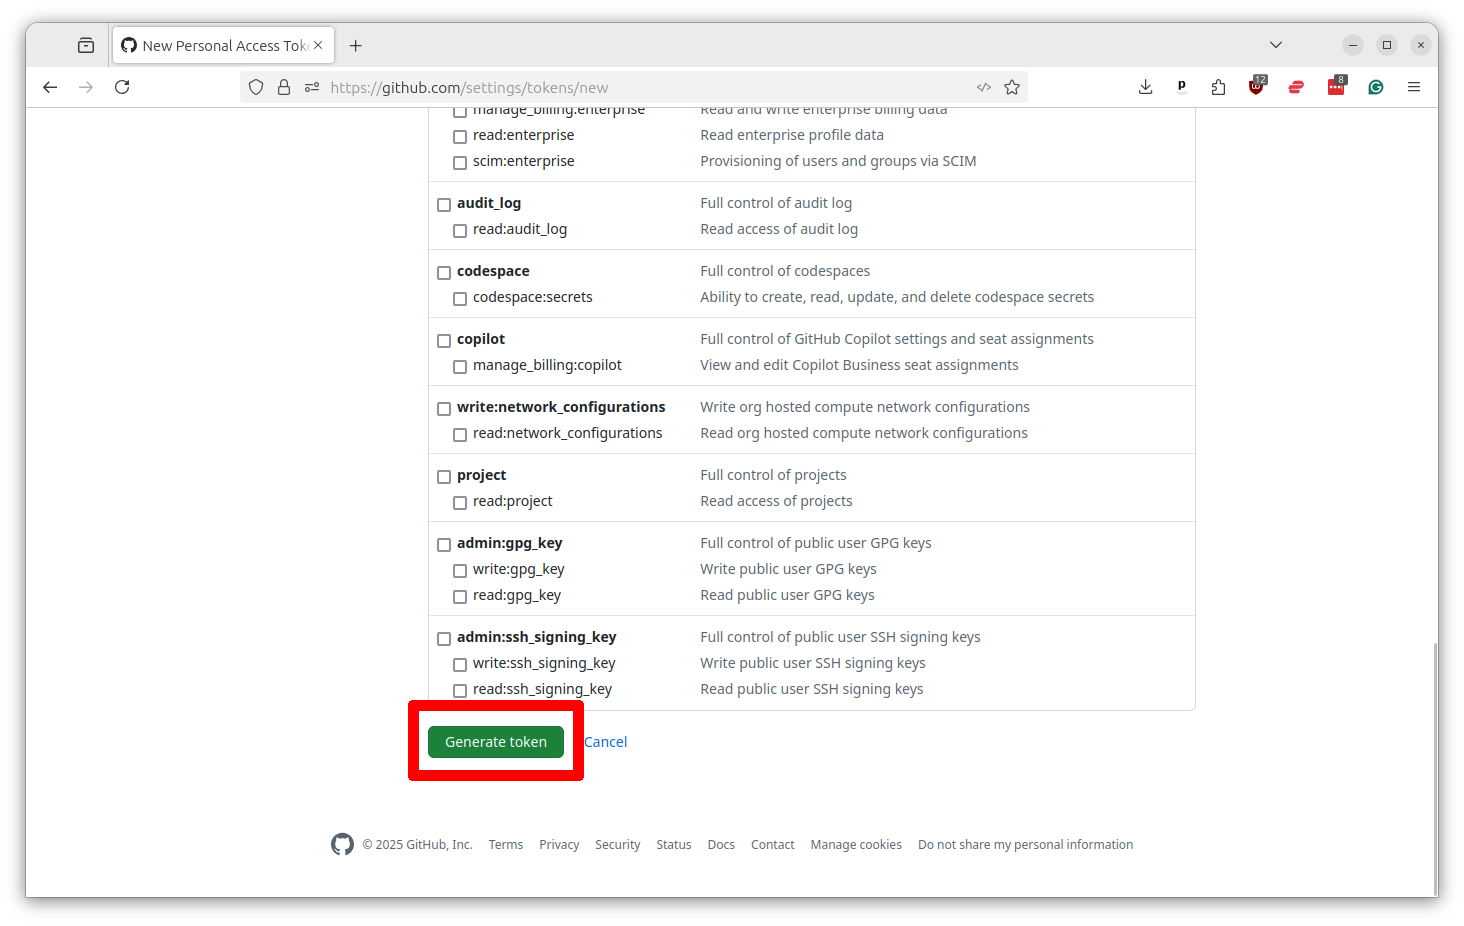 New Personal Access Tok
https://github.com/settings/tokens/new
12
8
manage_billing:enterprise Read and write enterprise billing data
read:enterprise Read enterprise profile data
scim:enterprise Provisioning of users and groups via SCIM
audit_log Full control of audit log
read:audit_log Read access of audit log
codespace Full control of codespaces
codespace:secrets Ability to create, read, update, and delete codespace secrets
copilot Full control of GitHub Copilot settings and seat assignments
manage_billing:copilot View and edit Copilot Business seat assignments
write:network_configurations Write org hosted compute network configurations
read:network_configurations Read org hosted compute network configurations
project Full control of projects
read:project Read access of projects
admin:gpg_key Full control of public user GPG keys
write:gpg_key Write public user GPG keys
read:gpg_key Read public user GPG keys
admin:ssh_signing_key Full control of public user SSH signing keys
write:ssh_signing_key Write public user SSH signing keys
read:ssh_signing_key Read public user SSH signing keys
Generate token Cancel
© 2025 GitHub, Inc. Terms Privacy Security Status Docs Contact Manage cookies Do not share my personal information